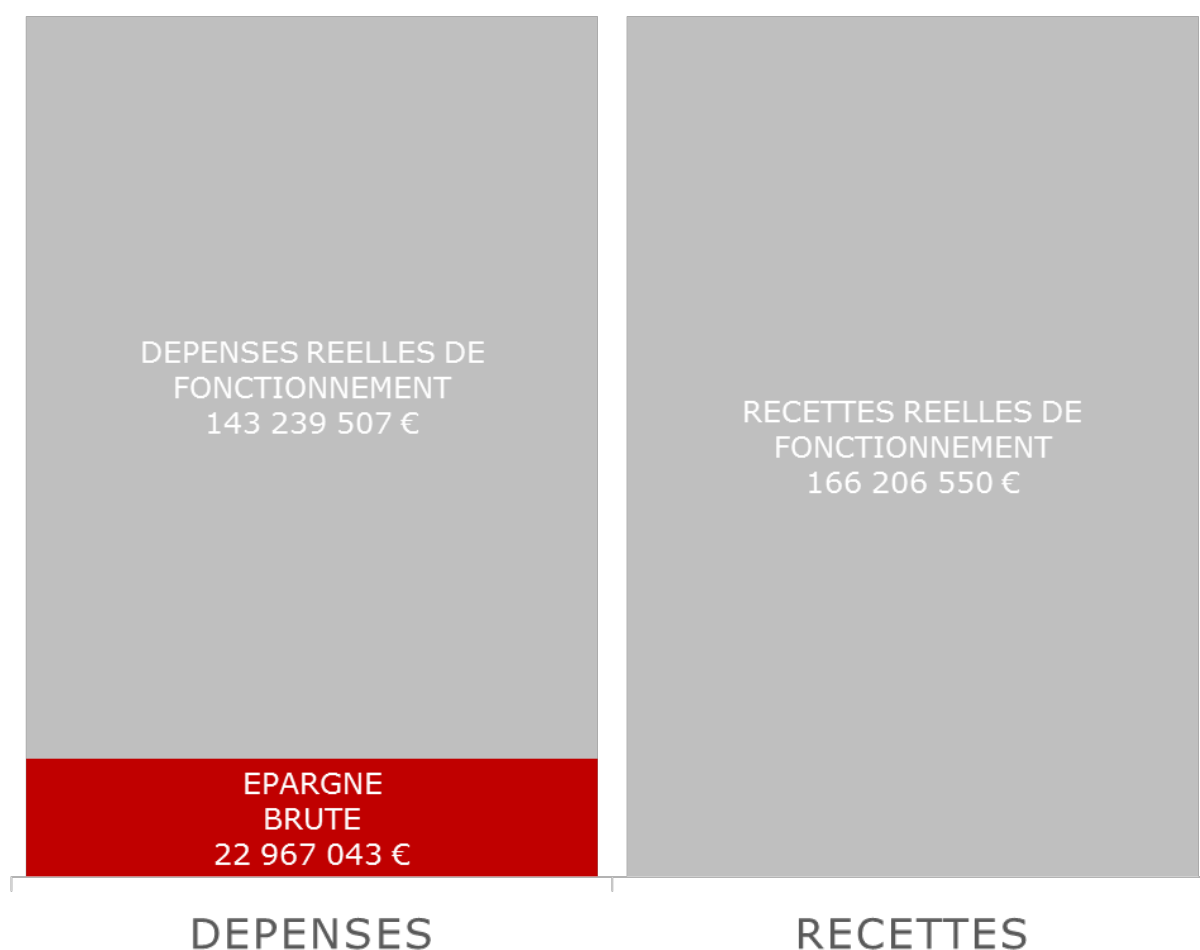 DEPENSES REELLES DE
FONCTIONNEMENT
143 239 507 €
EPARGNE
BRUTE
22 967 043 €
RECETTES REELLES DE
FONCTIONNEMENT
166 206 550 €
DEPENSES
RECETTES